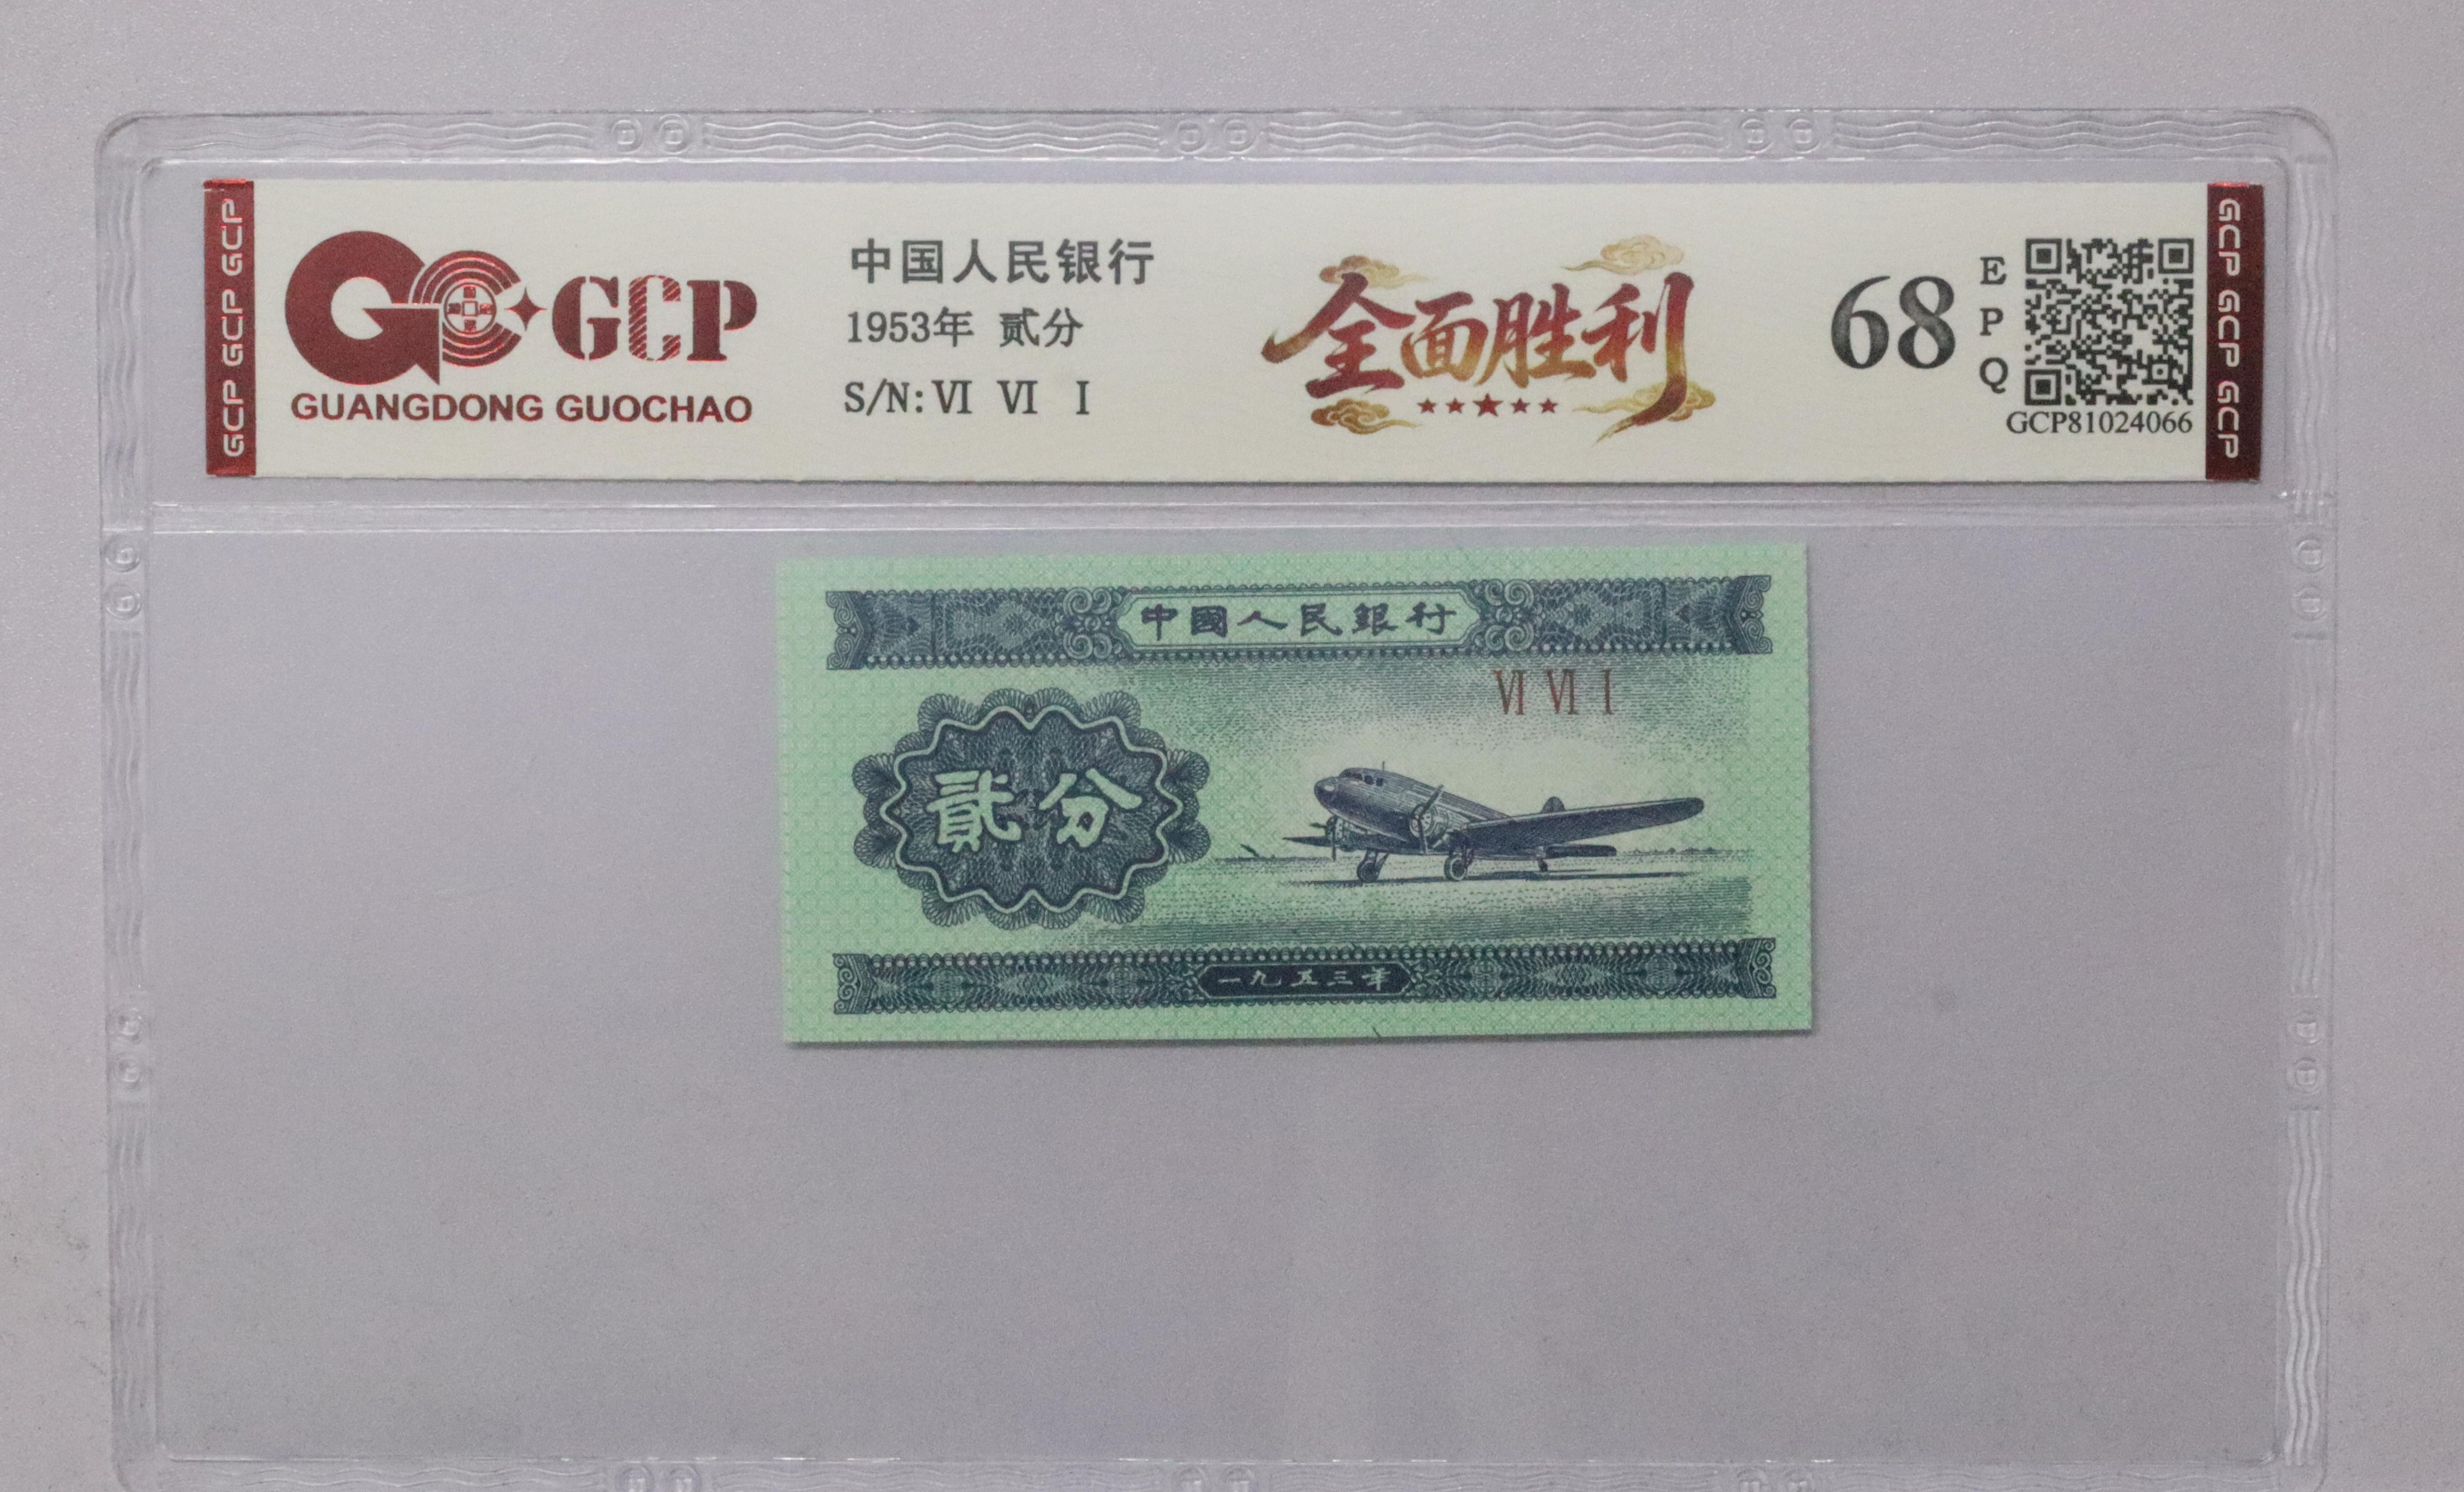 GCP GCP GCP
GCP
GUANGDONG GUOCHAO
中国人民银行
1953年 贰分
S/N: VI VI I
全面胜利
68
EPQ
GCP81024066
GCP GCP GCP
中國人民銀行
VI VI I
貳分
一九五三年